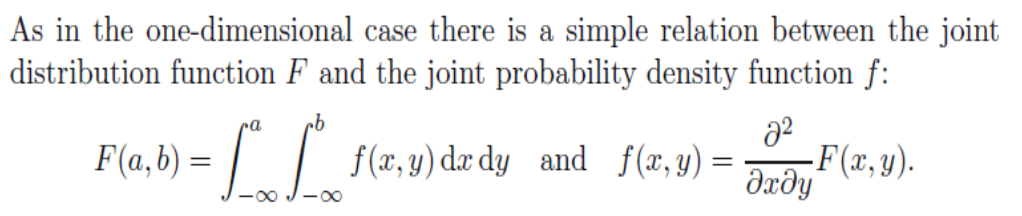 As in the one-dimensional case there is a simple relation between the joint
distribution function F and the joint probability density function f:
F(a, b) = ∫_{−∞}^{a} ∫_{−∞}^{b} f(x, y) dx dy and f(x, y) = ∂²/∂x∂y F(x, y).